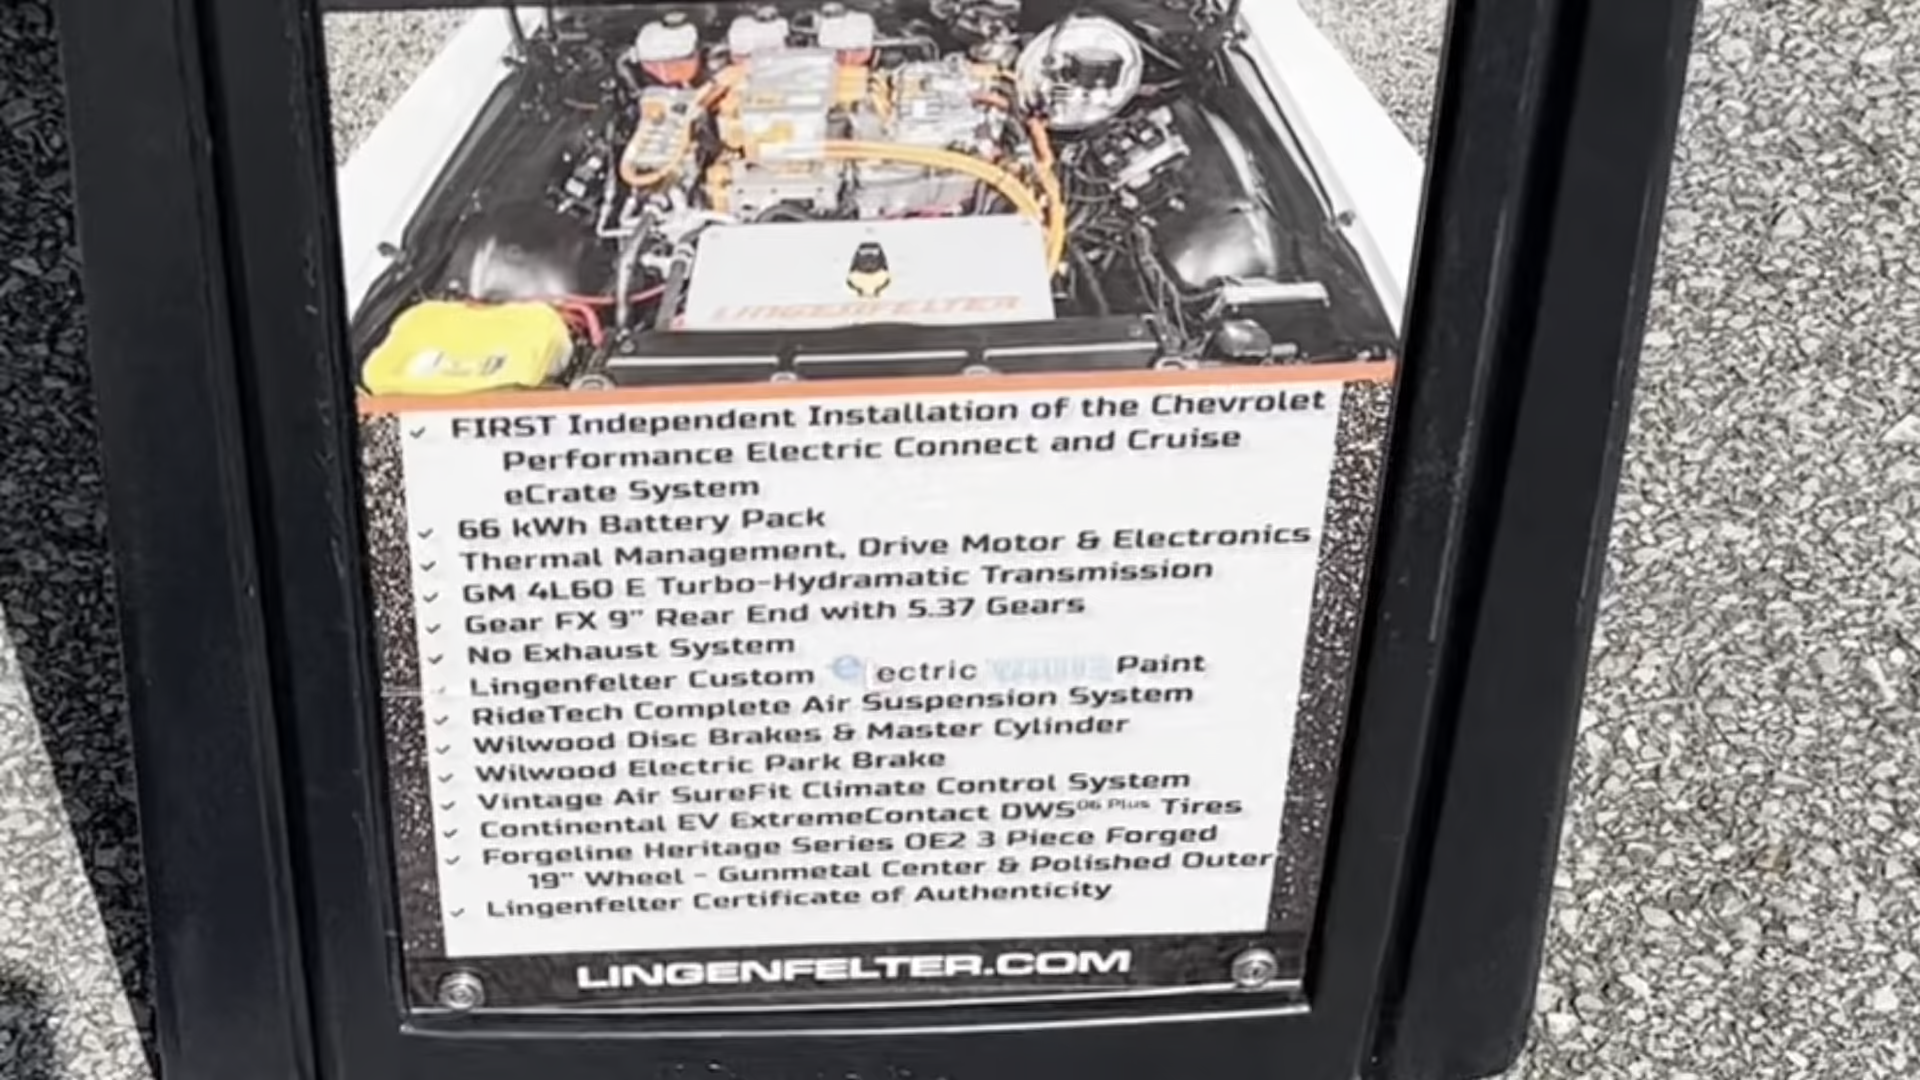 LINGENFELTER
FIRST Independent Installation of the Chevrolet
Performance Electric Connect and Cruise
eCrate System
66 kWh Battery Pack
Thermal Management, Drive Motor & Electronics
GM 4L60 E Turbo-Hydramatic Transmission
Gear FX 9" Rear End with 5.37 Gears
No Exhaust System
Lingenfelter Custom electric Paint
RideTech Complete Air Suspension System
Wilwood Disc Brakes & Master Cylinder
Wilwood Electric Park Brake
Vintage Air SureFit Climate Control System
Continental EV ExtremeContact DWS06 Plus Tires
Forgeline Heritage Series OE2 3 Piece Forged
19" Wheel - Gunmetal Center & Polished Outer
Lingenfelter Certificate of Authenticity
LINGENFELTER.COM